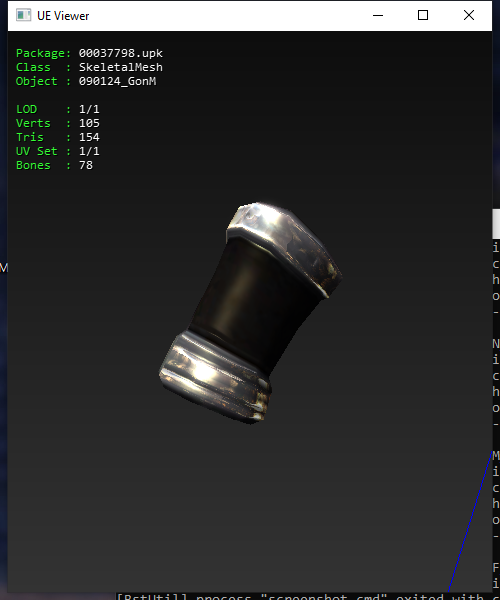 UE Viewer
Package: 00037798.upk
Class  : SkeletalMesh
Object : 090124_GonM
LOD    : 1/1
Verts  : 105
Tris   : 154
UV Set : 1/1
Bones  : 78
M
i
c
h
o
-
N
i
c
h
o
-
M
i
c
h
o
-
F
i
[BstUtil] process "screenshot.cmd" exited with c